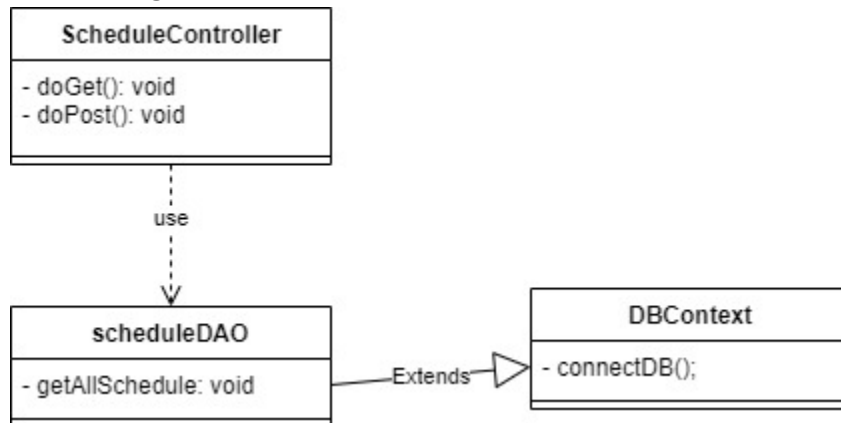 ScheduleController
- doGet(): void
- doPost(): void
use
scheduleDAO
- getAllSchedule: void
Extends
DBContext
- connectDB();